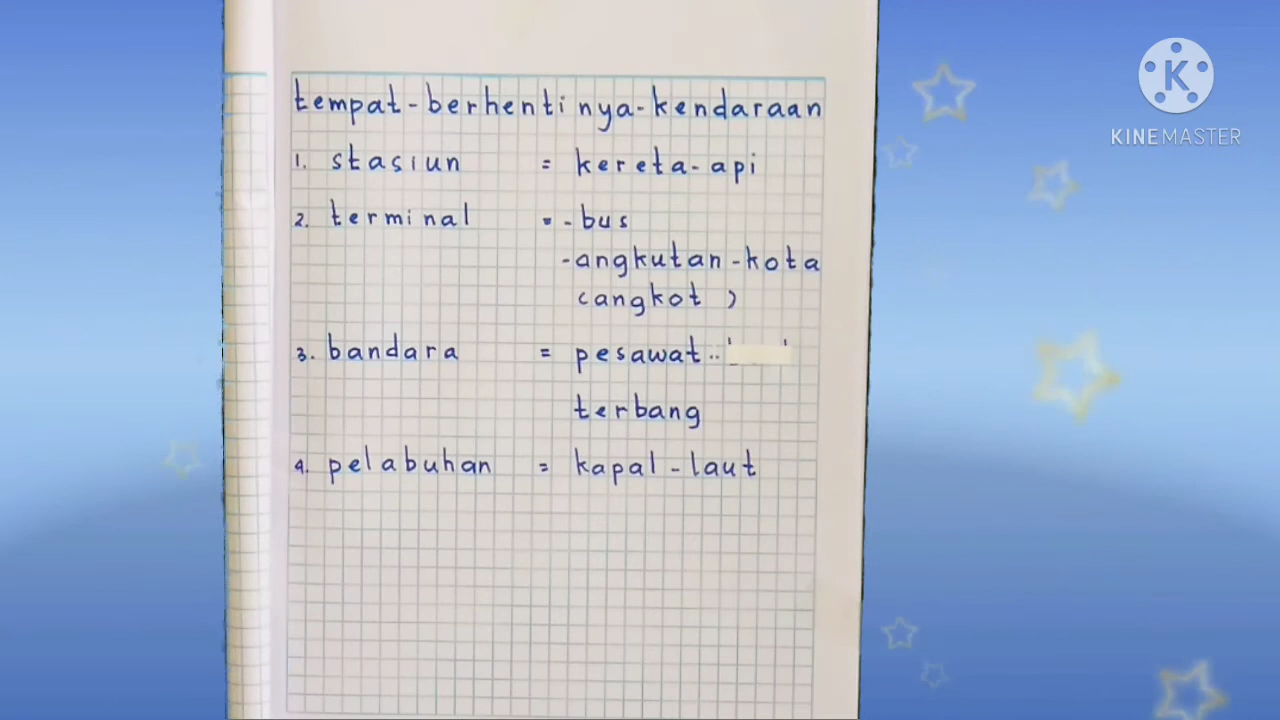 tempat-berhentinya-kendaraan
1. stasiun = kereta-api
2. terminal = - bus
- angkutan-kota
(angkot)
3. bandara = pesawat..
terbang
4. pelabuhan = kapal-laut
KINEMASTER